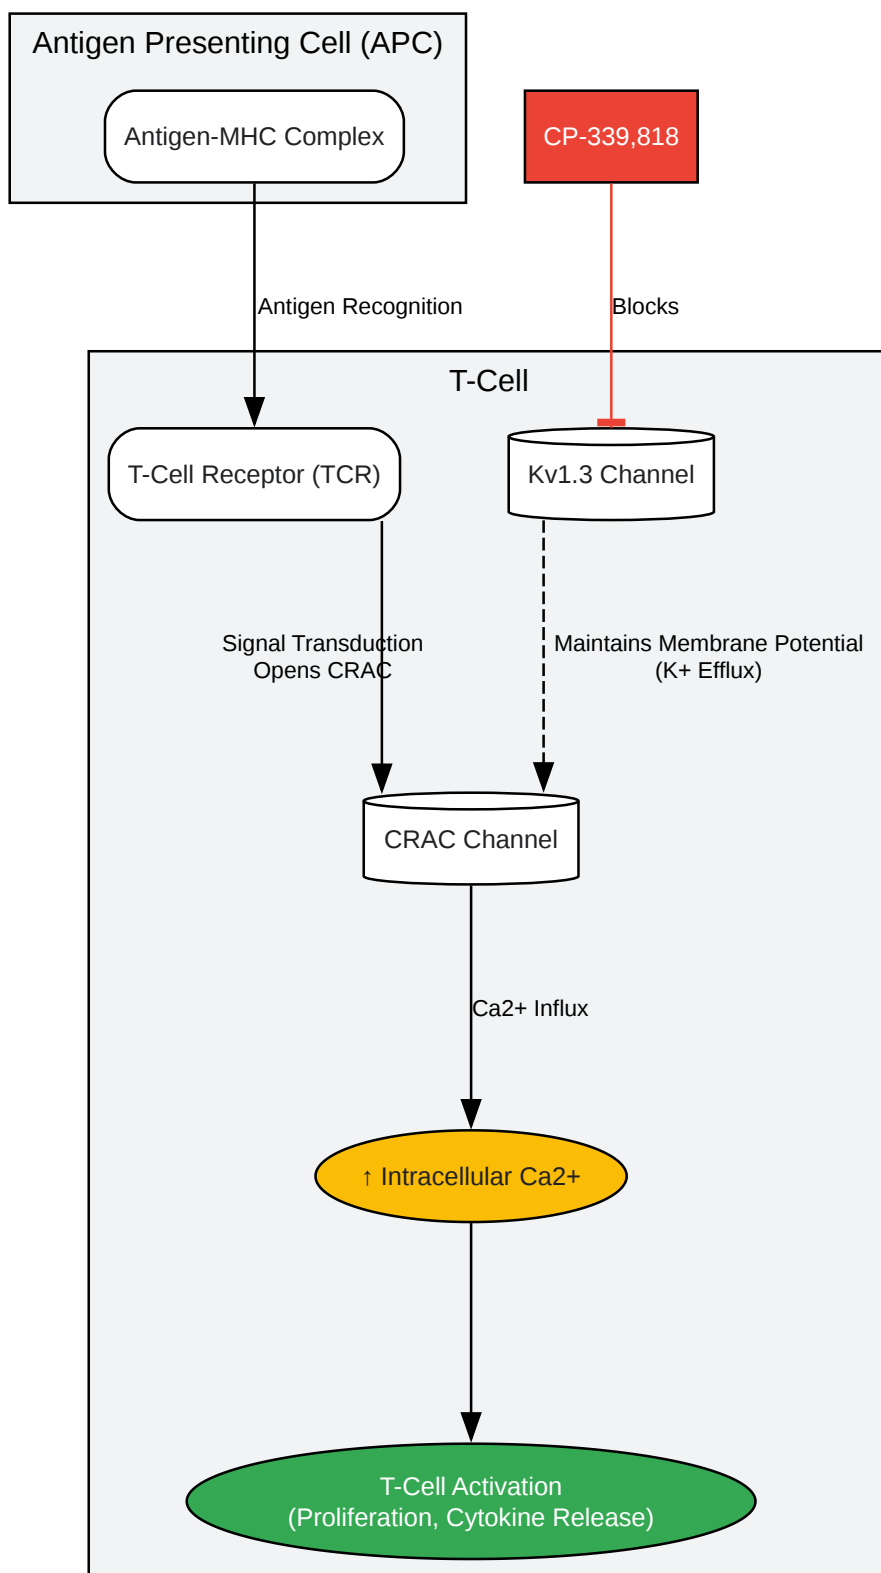 Antigen Presenting Cell (APC)
Antigen-MHC Complex
CP-339,818
Antigen Recognition
Blocks
T-Cell
T-Cell Receptor (TCR)
Kv1.3 Channel
Signal Transduction
Opens CRAC
Maintains Membrane Potential
(K+ Efflux)
CRAC Channel
Ca2+ Influx
↑ Intracellular Ca2+
T-Cell Activation
(Proliferation, Cytokine Release)